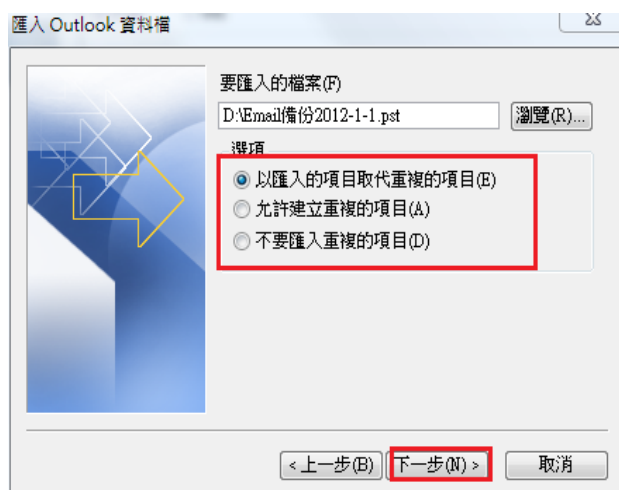 匯入 Outlook 資料檔
要匯入的檔案(F)
D:\Email備份2012-1-1.pst
瀏覽(R)...
選項
以匯入的項目取代重複的項目(E)
允許建立重複的項目(A)
不要匯入重複的項目(D)
<上一步(B) 下一步(N) > 取消